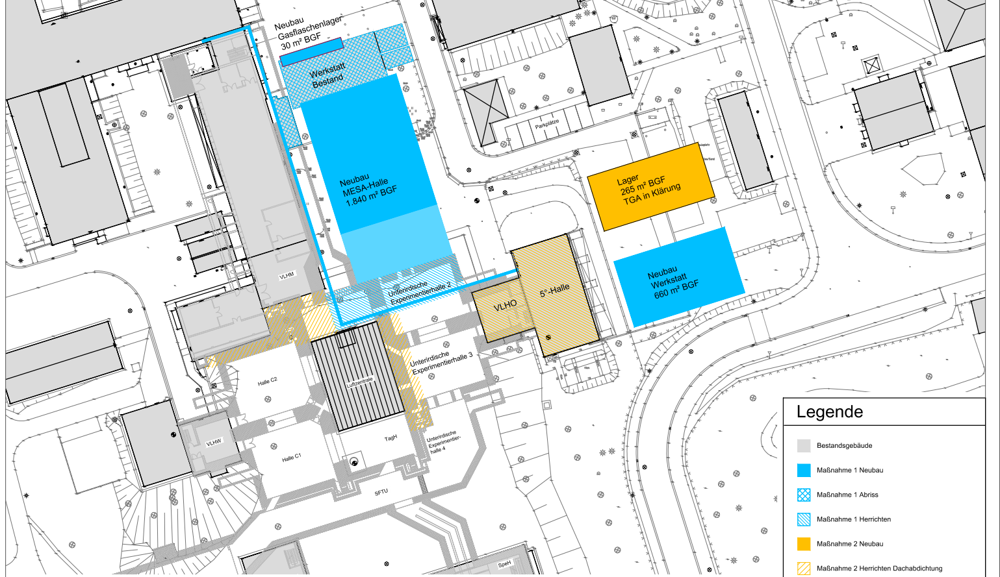 Neubau
Gasflaschenlager
30 m² BGF
Werkstatt
Bestand
Parkplätze
Neubau
MESA-Halle
1.840 m² BGF
Lager
265 m² BGF
TGA in Klärung
Neubau
Werkstatt
660 m² BGF
VLHM
Unterirdische
Experimentierhalle 2
VLHO
5°-Halle
Unterirdische
Experimentierhalle 3
Halle C2
Luftzentrale
VLHW
Halle C1
TagH
Unterirdische
Experimentier-
halle 4
SFTU
SpeH
Legende
Bestandsgebäude
Maßnahme 1 Neubau
Maßnahme 1 Abriss
Maßnahme 1 Herrichten
Maßnahme 2 Neubau
Maßnahme 2 Herrichten Dachabdichtung